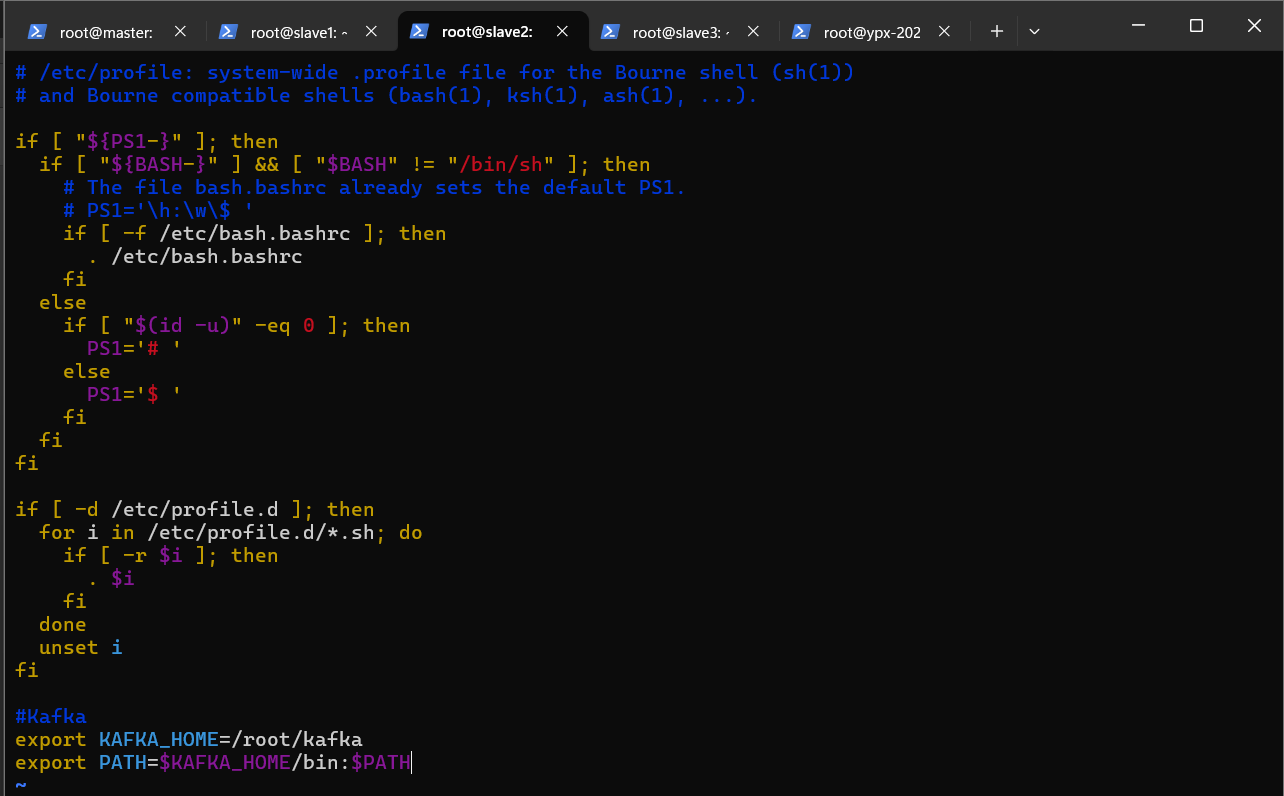 root@master:
root@slave1: ~
root@slave2:
root@slave3: ~
root@ypx-202
# /etc/profile: system-wide .profile file for the Bourne shell (sh(1))
# and Bourne compatible shells (bash(1), ksh(1), ash(1), ...).
if [ "${PS1-}" ]; then
  if [ "${BASH-}" ] && [ "$BASH" != "/bin/sh" ]; then
    # The file bash.bashrc already sets the default PS1.
    # PS1='\h:\w\$ '
    if [ -f /etc/bash.bashrc ]; then
      . /etc/bash.bashrc
    fi
  else
    if [ "$(id -u)" -eq 0 ]; then
      PS1='# '
    else
      PS1='$ '
    fi
  fi
fi
if [ -d /etc/profile.d ]; then
  for i in /etc/profile.d/*.sh; do
    if [ -r $i ]; then
      . $i
    fi
  done
  unset i
fi
#Kafka
export KAFKA_HOME=/root/kafka
export PATH=$KAFKA_HOME/bin:$PATH
~